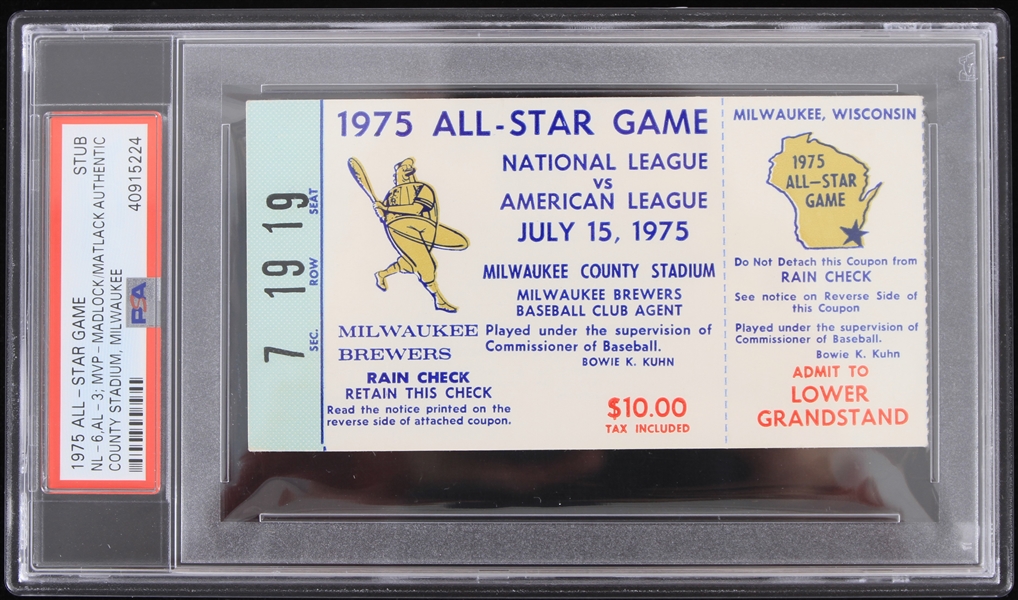 1975 ALL - STAR GAME STUB
NL - 6, AL - 3; MVP - MADLOCK/MATLACK AUTHENTIC
COUNTY STADIUM, MILWAUKEE 40915224
PSA
7 19 19
SEC. ROW SEAT
1975 ALL-STAR GAME
NATIONAL LEAGUE
VS
AMERICAN LEAGUE
JULY 15, 1975
MILWAUKEE COUNTY STADIUM
MILWAUKEE BREWERS
BASEBALL CLUB AGENT
Played under the supervision of
Commissioner of Baseball.
BOWIE K. KUHN
MILWAUKEE
BREWERS
RAIN CHECK
RETAIN THIS CHECK
Read the notice printed on the
reverse side of attached coupon.
$10.00
TAX INCLUDED
MILWAUKEE, WISCONSIN
1975
ALL-STAR
GAME
Do Not Detach this Coupon from
RAIN CHECK
See notice on Reverse Side of
this Coupon
Played under the supervision of
Commissioner of Baseball.
Bowie K. Kuhn
ADMIT TO
LOWER
GRANDSTAND